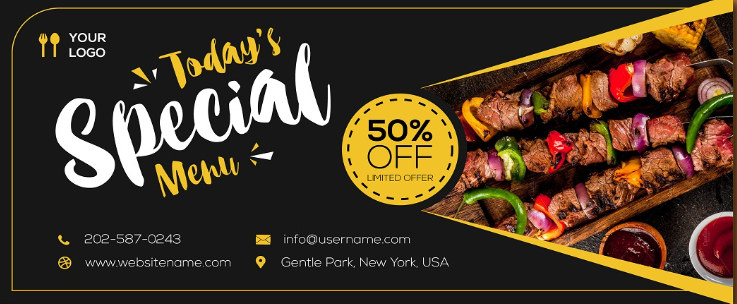 YOUR
LOGO
Today's
Special
Menu
50%
OFF
LIMITED OFFER
202-587-0243
info@username.com
www.websitename.com
Gentle Park, New York, USA